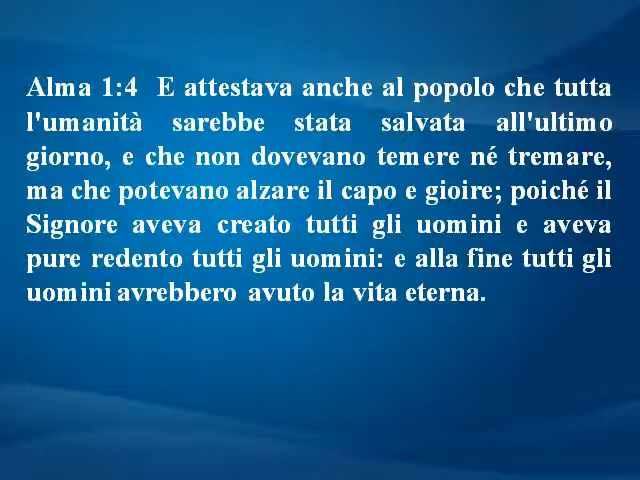 Alma 1:4 E attestava anche al popolo che tutta
l'umanità sarebbe stata salvata all'ultimo
giorno, e che non dovevano temere né tremare,
ma che potevano alzare il capo e gioire; poiché il
Signore aveva creato tutti gli uomini e aveva
pure redento tutti gli uomini: e alla fine tutti gli
uomini avrebbero avuto la vita eterna.